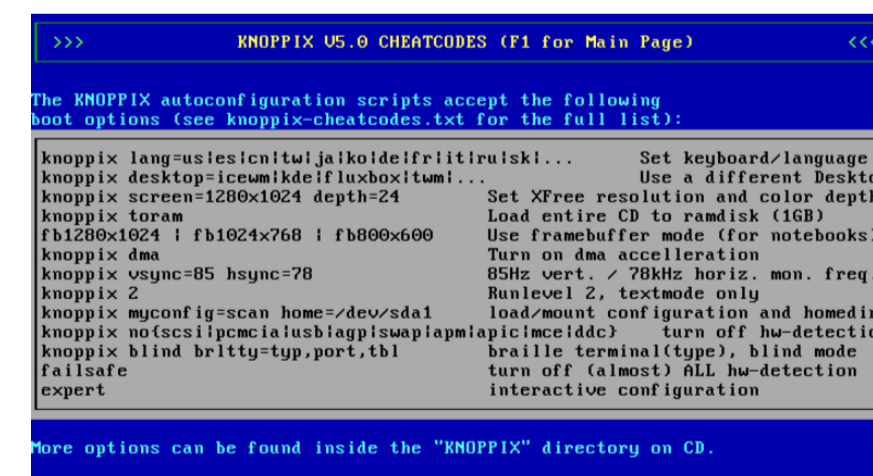 >>> KNOPPIX V5.0 CHEATCODES (F1 for Main Page) <<
The KNOPPIX autoconfiguration scripts accept the following
boot options (see knoppix-cheatcodes.txt for the full list):
knoppix lang=us|es|cn|tw|ja|ko|de|fr|it|ru|sk|... Set keyboard/language
knoppix desktop=icewm|kde|fluxbox|twm|... Use a different Deskto
knoppix screen=1280x1024 depth=24 Set XFree resolution and color depth
knoppix toram Load entire CD to ramdisk (1GB)
fb1280x1024 | fb1024x768 | fb800x600 Use framebuffer mode (for notebooks)
knoppix dma Turn on dma accelleration
knoppix vsync=85 hsync=78 85Hz vert. / 78kHz horiz. mon. freq.
knoppix 2 Runlevel 2, textmode only
knoppix myconfig=scan home=/dev/sda1 load/mount configuration and homedir
knoppix no{scsi|pcmcia|usb|agp|swap|apm|apic|mce|ddc} turn off hw-detectio
knoppix blind brltty=typ,port,tbl braille terminal(type), blind mode
failsafe turn off (almost) ALL hw-detection
expert interactive configuration
More options can be found inside the "KNOPPIX" directory on CD.